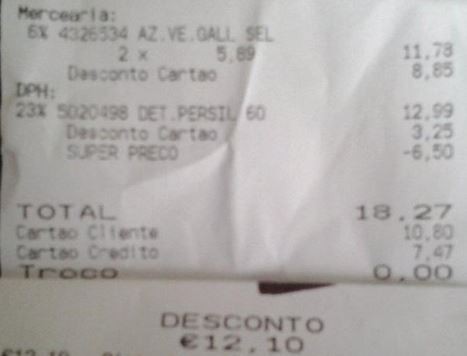 Mercearia:
6% 4326534 AZ.VE.GALL SEL
2 x 5,89 11,78
Desconto Cartao 8,85
DPH:
23% 5020498 DET.PERSIL 60 12,99
Desconto Cartao 3,25
SUPER PRECO -6,50
TOTAL 18,27
Cartao Cliente 10,80
Cartao Credito 7,47
Troco 0,00
DESCONTO
€12,10